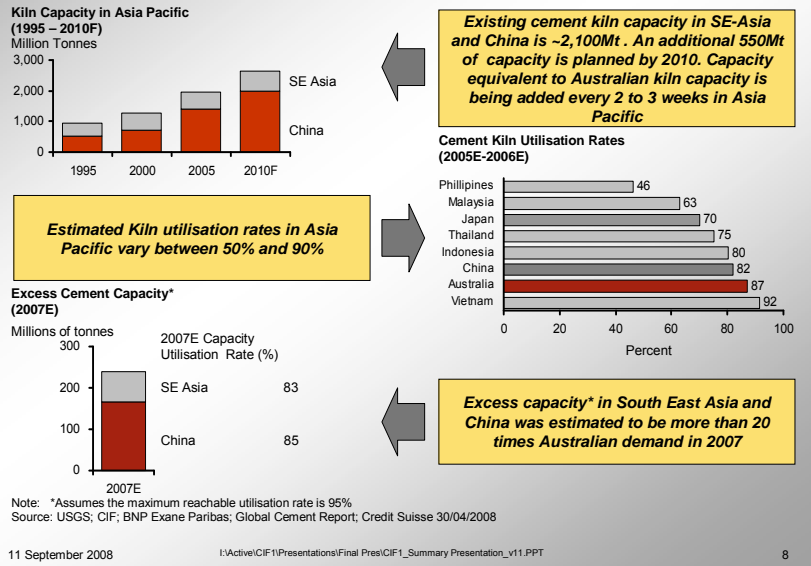 Kiln Capacity in Asia Pacific
(1995 – 2010F)
Million Tonnes
3,000
2,000
1,000
0
SE Asia
China
1995 2000 2005 2010F
Existing cement kiln capacity in SE-Asia
and China is ~2,100Mt . An additional 550Mt
of capacity is planned by 2010. Capacity
equivalent to Australian kiln capacity is
being added every 2 to 3 weeks in Asia
Pacific
Estimated Kiln utilisation rates in Asia
Pacific vary between 50% and 90%
Cement Kiln Utilisation Rates
(2005E-2006E)
Phillipines 46
Malaysia 63
Japan 70
Thailand 75
Indonesia 80
China 82
Australia 87
Vietnam 92
0 20 40 60 80 100
Percent
Excess Cement Capacity*
(2007E)
Millions of tonnes
300
200
100
0
2007E Capacity
Utilisation Rate (%)
SE Asia 83
China 85
2007E
Excess capacity* in South East Asia and
China was estimated to be more than 20
times Australian demand in 2007
Note: *Assumes the maximum reachable utilisation rate is 95%
Source: USGS; CIF; BNP Exane Paribas; Global Cement Report; Credit Suisse 30/04/2008
11 September 2008 I:\Active\CIF1\Presentations\Final Pres\CIF1_Summary Presentation_v11.PPT 8